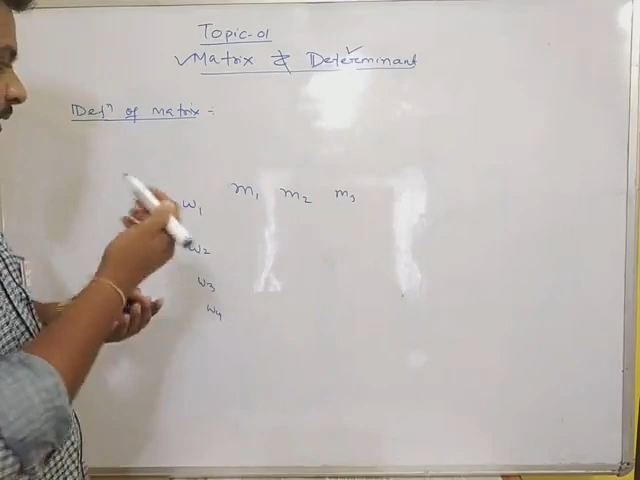 Topic-01
✓Matrix & Determinant
Defⁿ of matrix :-
m₁ m₂ m₃
w₁
w₂
w₃
w₄